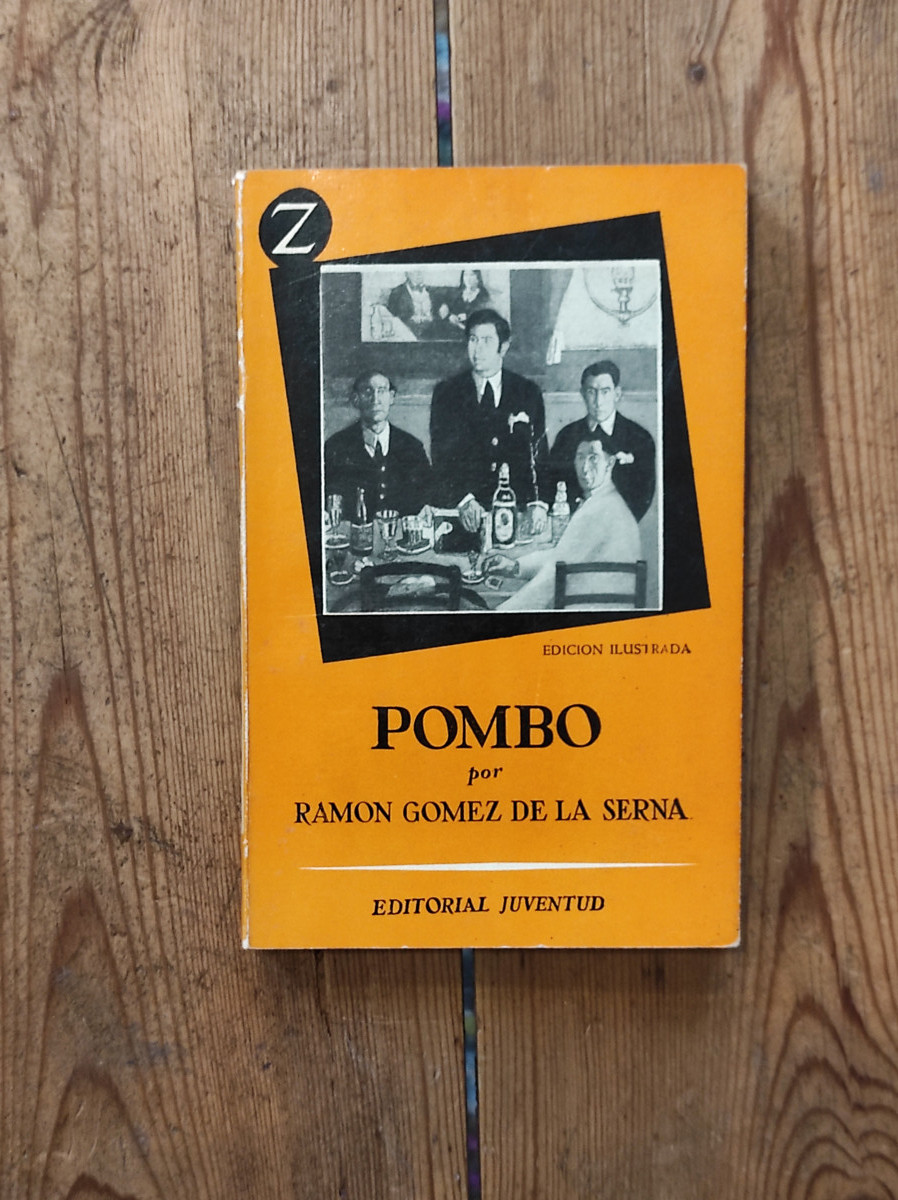 Z
EDICION ILUSTRADA
POMBO
por
RAMON GOMEZ DE LA SERNA
EDITORIAL JUVENTUD